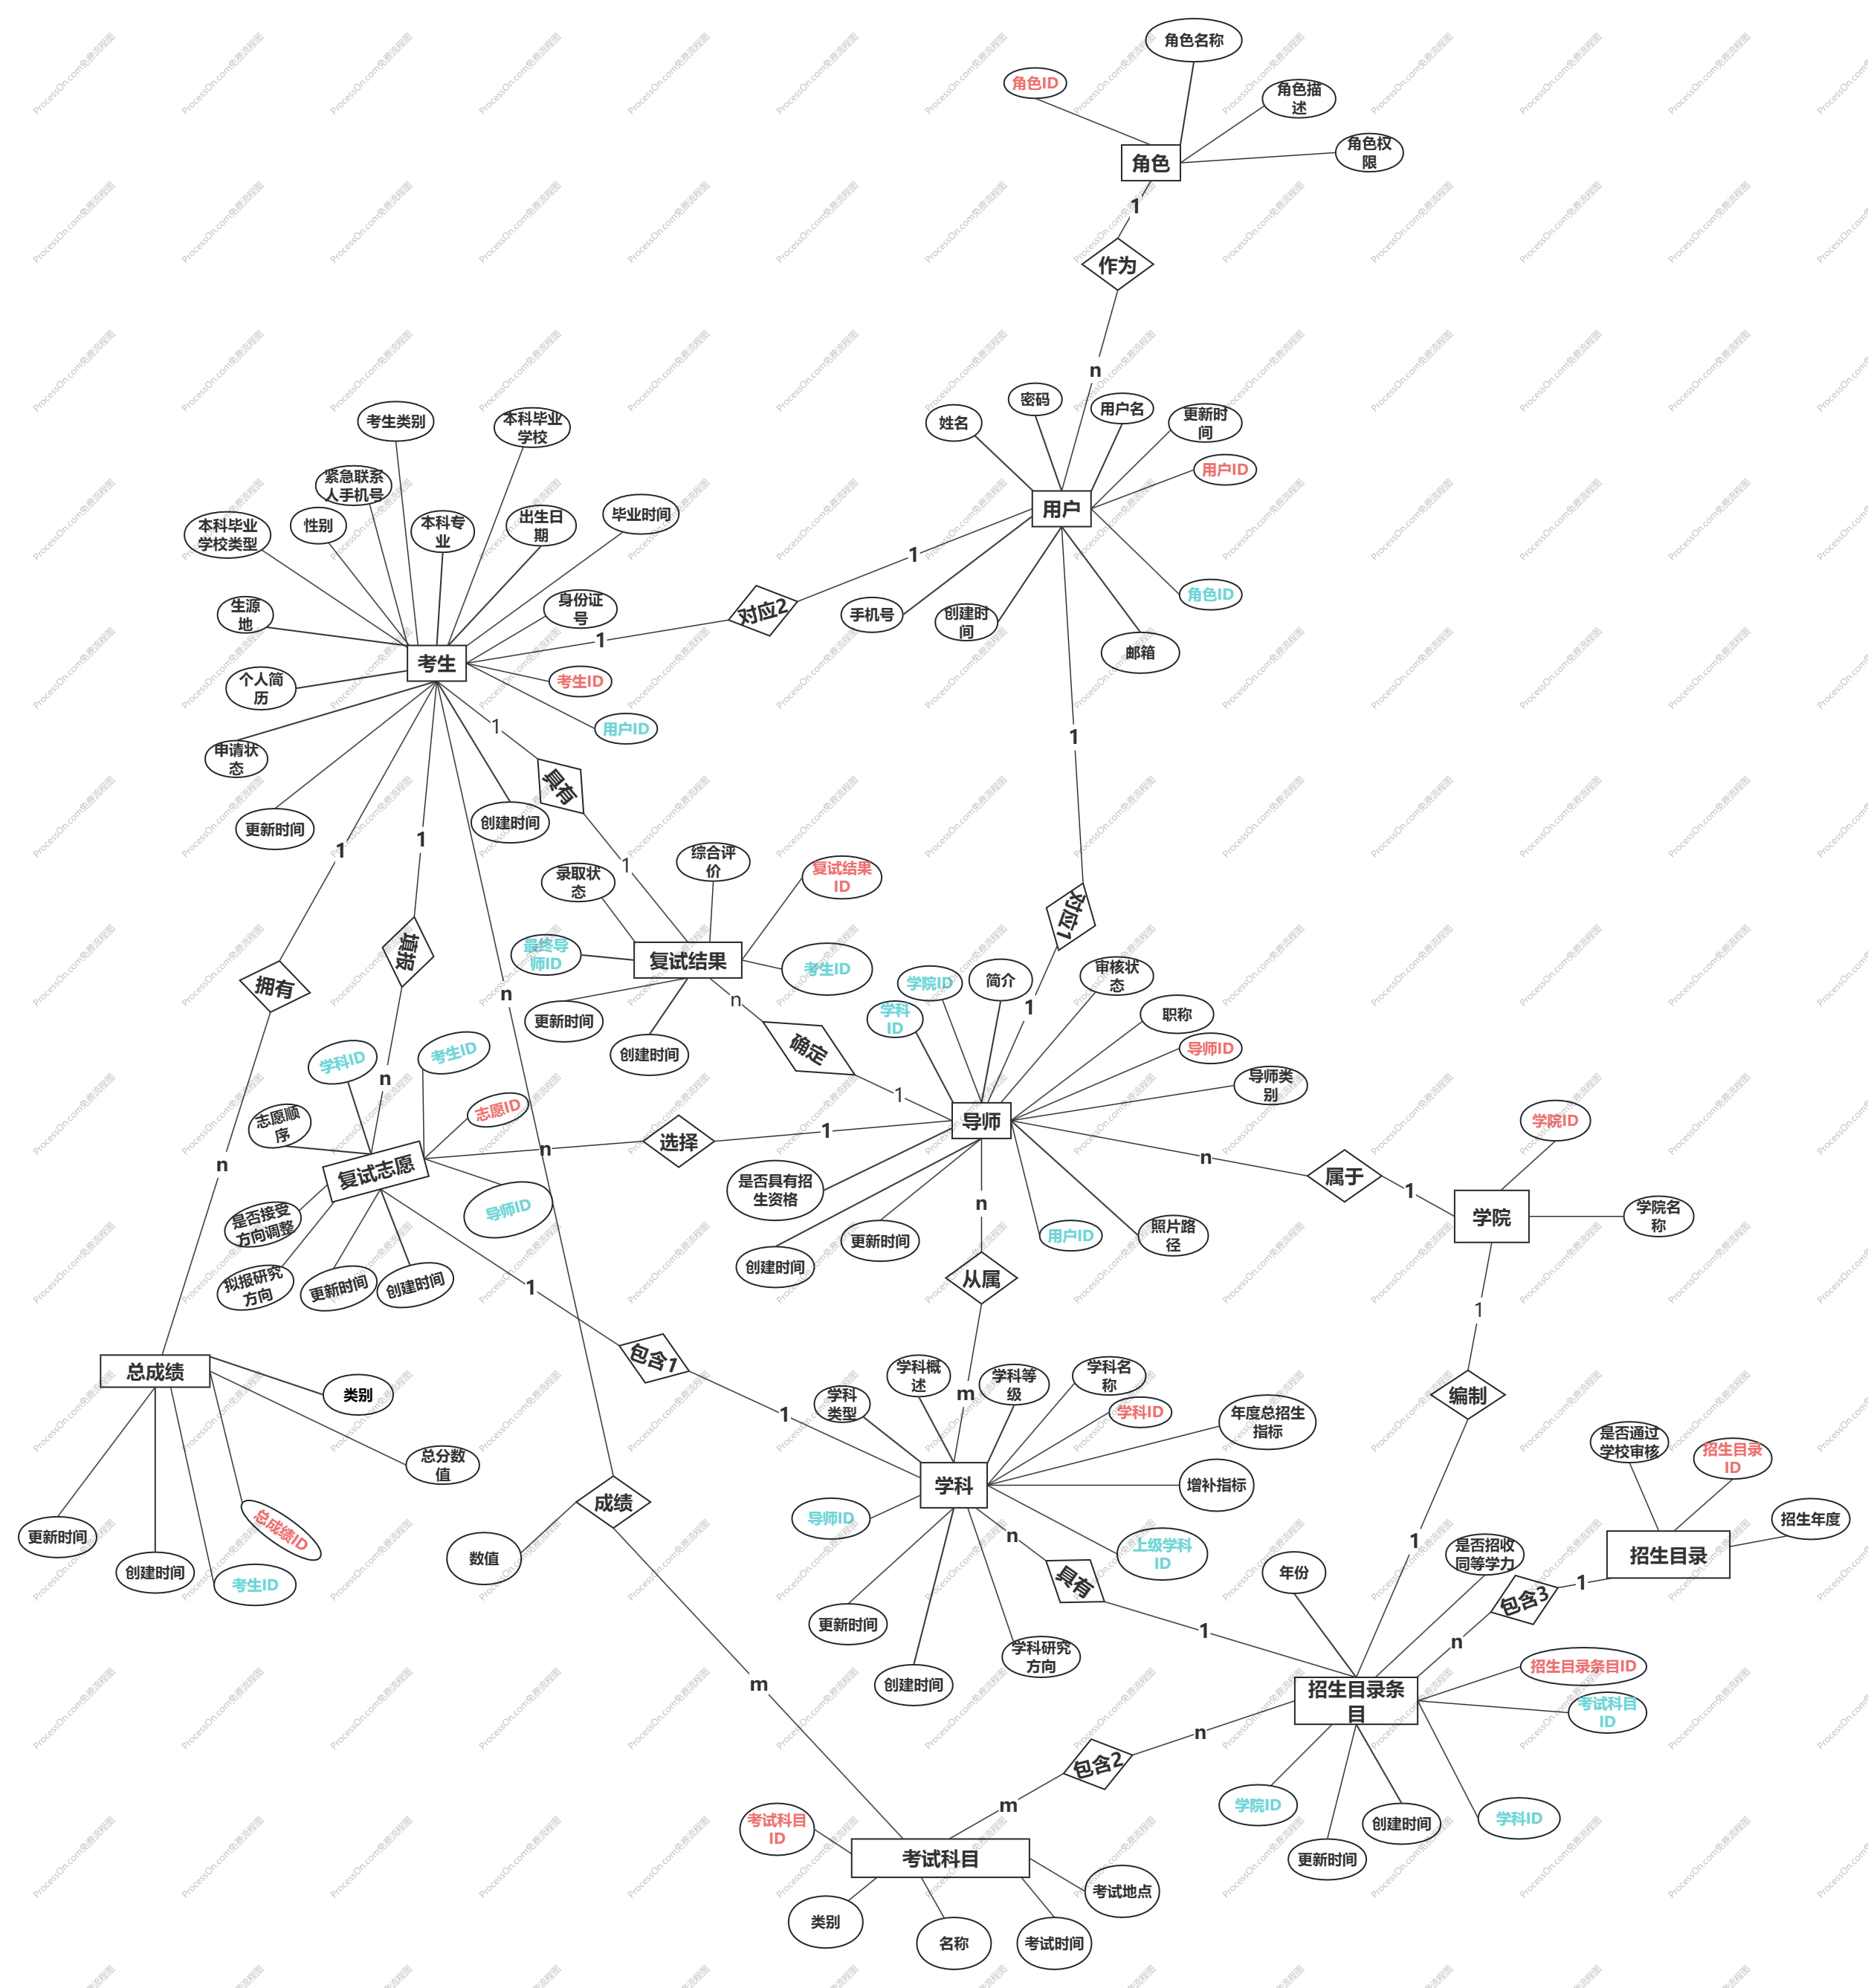 角色名称
角色ID
角色描
述
角色权
限
角色
1
作为
n
姓名
密码
用户名
更新时
间
用户ID
用户
角色ID
手机号
创建时
间
邮箱
1
对应2
1
考生类别
本科毕业
学校
紧急联系
人手机号
本科毕业
学校类型
性别
本科专
业
出生日
期
毕业时间
生源
地
身份证
号
考生
考生ID
个人简
历
用户ID
申请状
态
更新时间
创建时间
1
具有
1
1
1
1
对应1
1
录取状
态
综合评
价
复试结果
ID
最终导
师ID
复试结果
考生ID
更新时间
创建时间
n
确定
1
拥有
填报
n
n
n
学科ID
考生ID
志愿顺
序
志愿ID
复试志愿
n
选择
1
是否接受
方向调整
导师ID
拟报研究
方向
更新时间
创建时间
学院ID
简介
审核状
态
学科
ID
职称
导师ID
导师类
别
导师
是否具有招
生资格
更新时间
创建时间
用户ID
照片路
径
n
属于
1
学院ID
学院
学院名
称
n
从属
m
1
包含1
1
1
编制
1
总成绩
类别
总分数
值
更新时间
创建时间
总成绩ID
考生ID
成绩
数值
m
学科
类型
学科概
述
学科等
级
学科名
称
学科ID
年度总招生
指标
学科
增补指标
导师ID
上级学科
ID
更新时间
创建时间
学科研究
方向
n
具有
1
是否通过
学校审核
招生目录
ID
招生年度
招生目录
1
包含3
n
年份
是否招收
同等学力
招生目录条目ID
招生目录条
目
考试科目
ID
学院ID
更新时间
创建时间
学科ID
n
包含2
m
考试科目
ID
考试科目
类别
名称
考试时间
考试地点
ProcessOn.com免费流程图